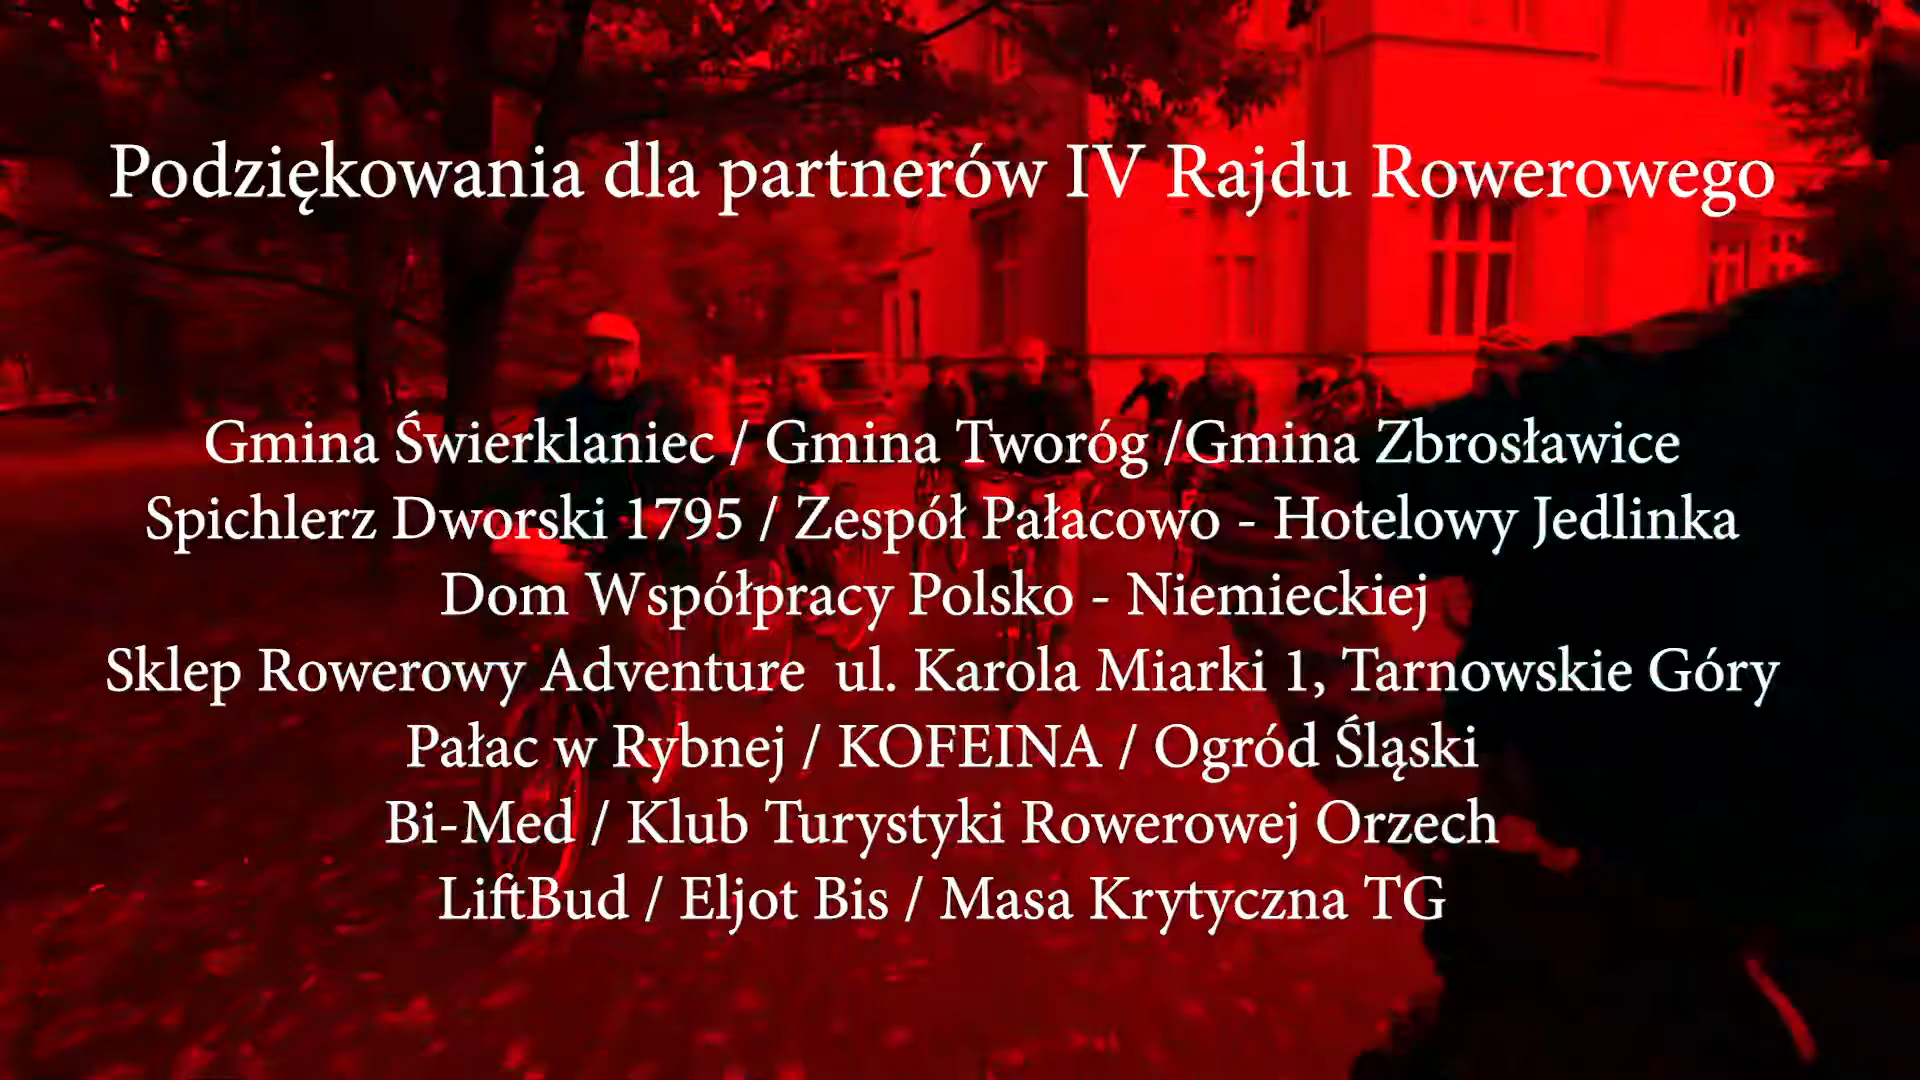 Podziękowania dla partnerów IV Rajdu Rowerowego
Gmina Świerklaniec / Gmina Tworóg /Gmina Zbrosławice
Spichlerz Dworski 1795 / Zespół Pałacowo - Hotelowy Jedlinka
Dom Współpracy Polsko - Niemieckiej
Sklep Rowerowy Adventure  ul. Karola Miarki 1, Tarnowskie Góry
Pałac w Rybnej / KOFEINA / Ogród Śląski
Bi-Med / Klub Turystyki Rowerowej Orzech
LiftBud / Eljot Bis / Masa Krytyczna TG